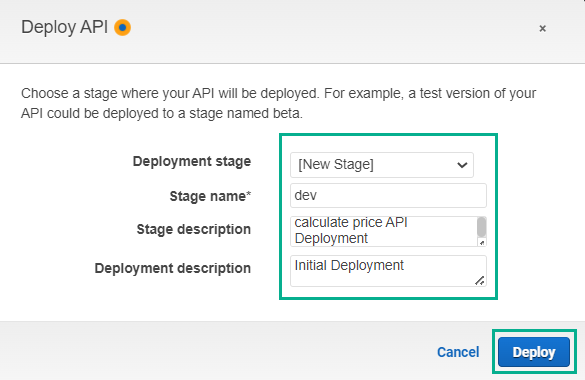 Deploy API
×
Choose a stage where your API will be deployed. For example, a test version of your
API could be deployed to a stage named beta.
Deployment stage [New Stage]
Stage name* dev
Stage description calculate price API
Deployment
Deployment description Initial Deployment
Cancel Deploy